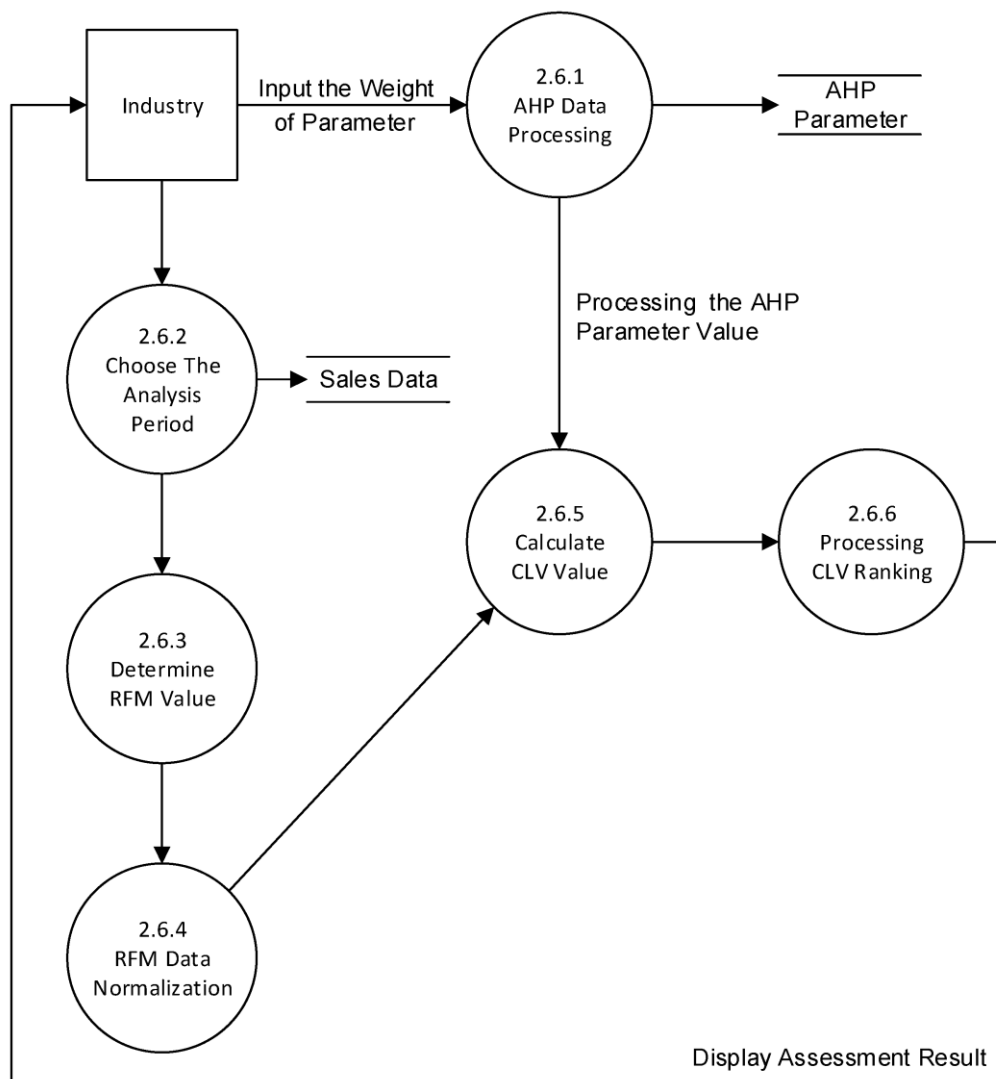 Industry
Input the Weight
of Parameter
2.6.1
AHP Data
Processing
AHP
Parameter
Processing the AHP
Parameter Value
2.6.2
Choose The
Analysis
Period
Sales Data
2.6.5
Calculate
CLV Value
2.6.6
Processing
CLV Ranking
2.6.3
Determine
RFM Value
2.6.4
RFM Data
Normalization
Display Assessment Result